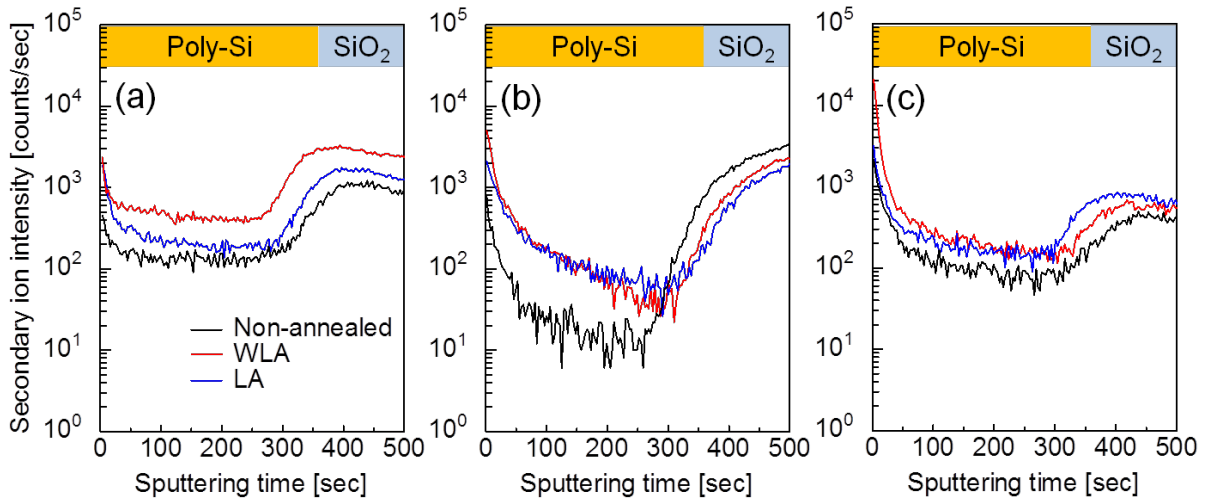 Secondary ion intensity [counts/sec]
10⁵
10⁴
10³
10²
10¹
10⁰
Poly-Si SiO₂
(a)
Non-annealed
WLA
LA
0 100 200 300 400 500
Sputtering time [sec]
10⁵
10⁴
10³
10²
10¹
10⁰
Poly-Si SiO₂
(b)
0 100 200 300 400 500
Sputtering time [sec]
10⁵
10⁴
10³
10²
10¹
10⁰
Poly-Si SiO₂
(c)
0 100 200 300 400 500
Sputtering time [sec]